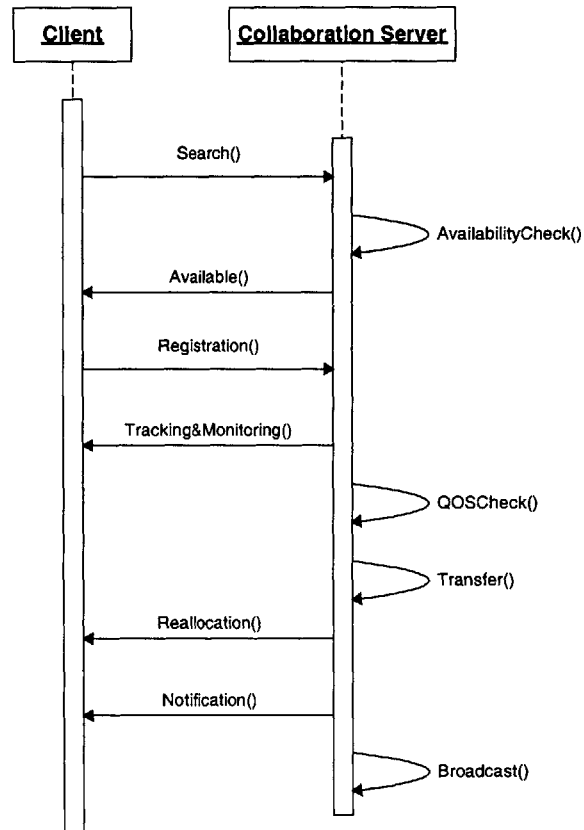 Client
Collaboration Server
Search()
AvailabilityCheck()
Available()
Registration()
Tracking&Monitoring()
QOSCheck()
Transfer()
Reallocation()
Notification()
Broadcast()